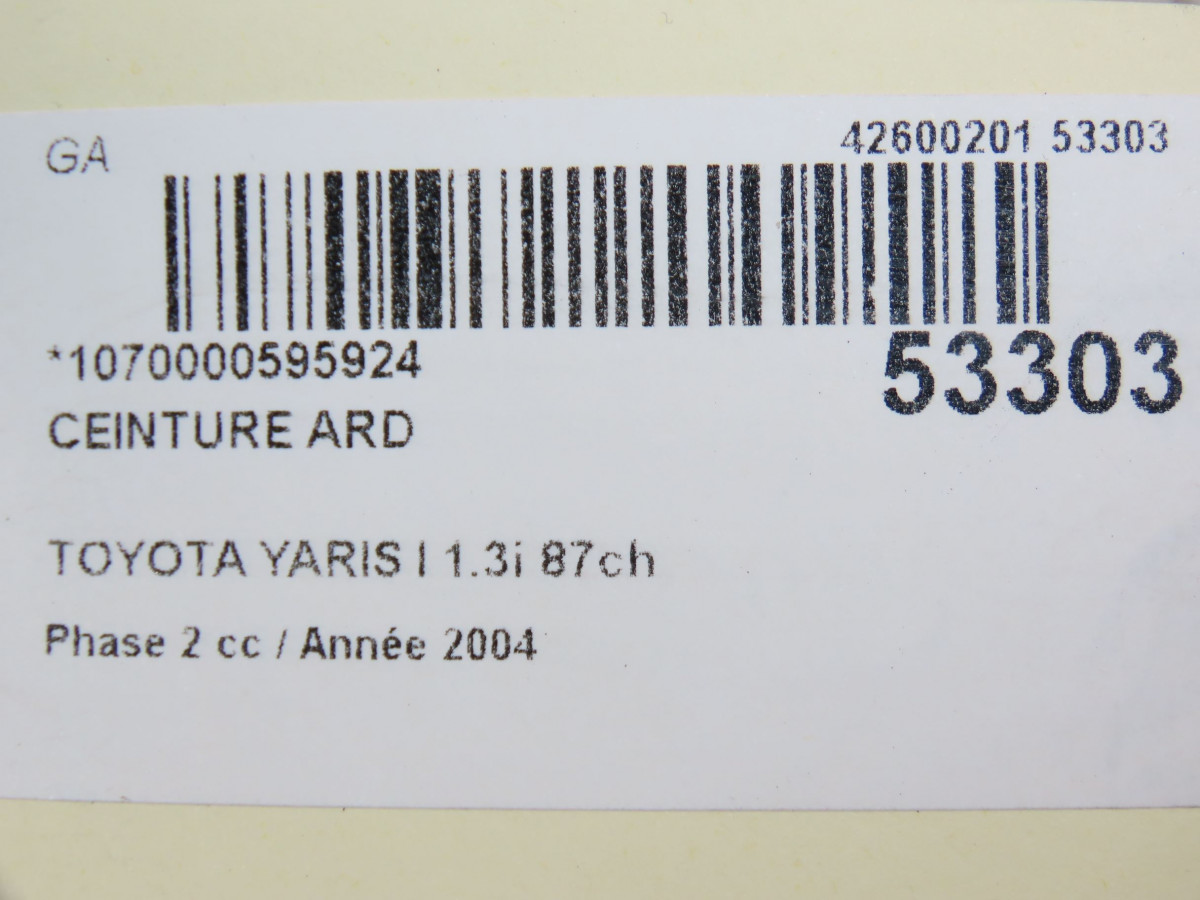 GA
42600201 53303
*1070000595924
53303
CEINTURE ARD
TOYOTA YARIS I 1.3i 87ch
Phase 2 cc / Année 2004